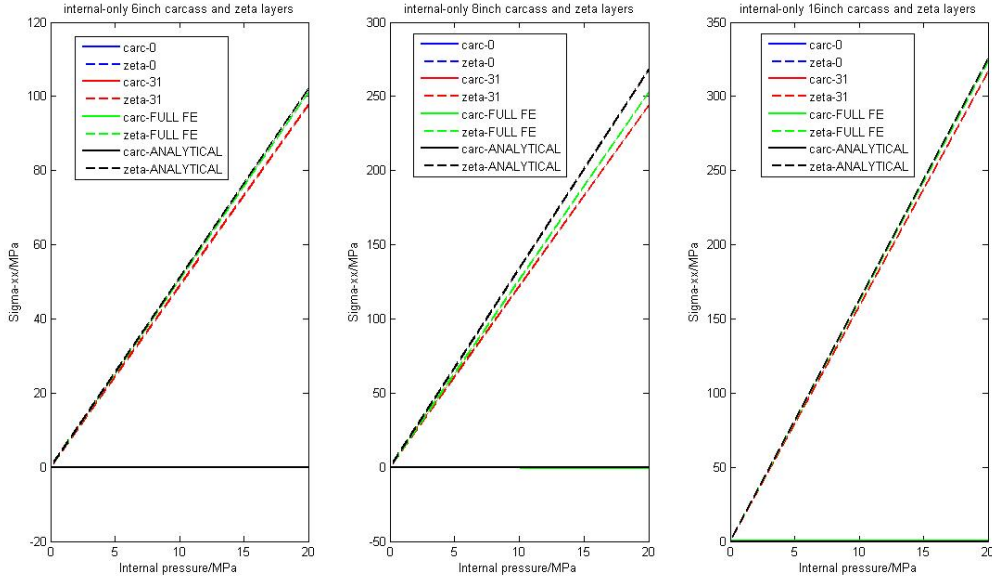 internal-only 6inch carcass and zeta layers
120
100
80
60
40
20
0
-20
0
5
10
15
20
Sigma-xx/MPa
Internal pressure/MPa
carc-0
zeta-0
carc-31
zeta-31
carc-FULL FE
zeta-FULL FE
carc-ANALYTICAL
zeta-ANALYTICAL
internal-only 8inch carcass and zeta layers
300
250
200
150
100
50
0
-50
0
5
10
15
20
Sigma-xx/MPa
Internal pressure/MPa
carc-0
zeta-0
carc-31
zeta-31
carc-FULL FE
zeta-FULL FE
carc-ANALYTICAL
zeta-ANALYTICAL
internal-only 16inch carcass and zeta layers
350
300
250
200
150
100
50
0
0
5
10
15
20
Sigma-xx/MPa
Internal pressure/MPa
carc-0
zeta-0
carc-31
zeta-31
carc-FULL FE
zeta-FULL FE
carc-ANALYTICAL
zeta-ANALYTICAL